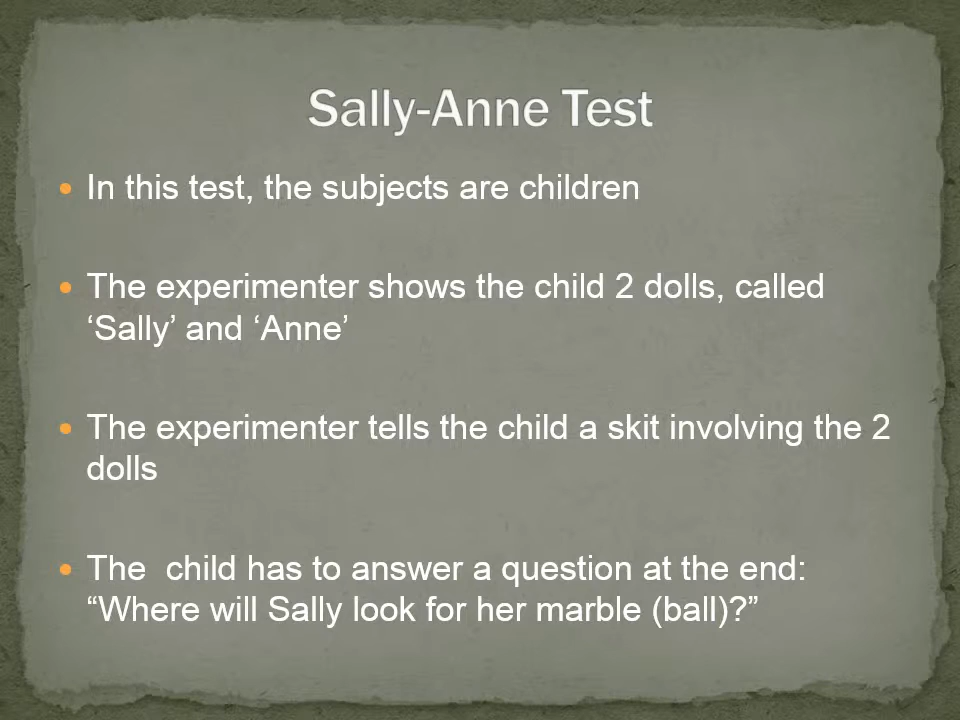 Sally-Anne Test
• In this test, the subjects are children
• The experimenter shows the child 2 dolls, called
‘Sally’ and ‘Anne’
• The experimenter tells the child a skit involving the 2
dolls
• The  child has to answer a question at the end:
“Where will Sally look for her marble (ball)?”